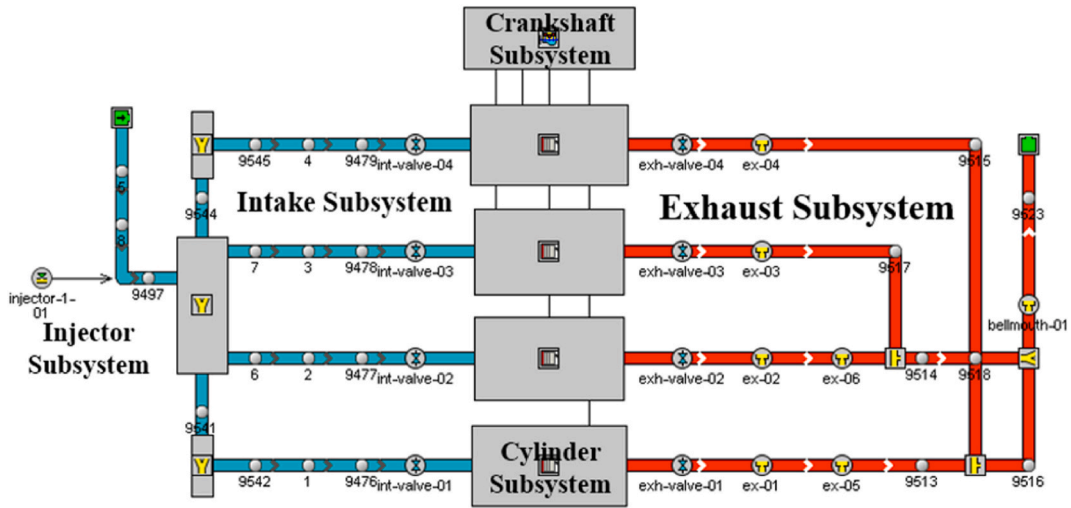 Crankshaft
Subsystem
9545 4 9479 int-valve-04 exh-valve-04 ex-04 9515
5
9544
Intake Subsystem
Exhaust Subsystem
9523
8
7 3 9478 int-valve-03 exh-valve-03 ex-03 9517
9497
injector-1-
01
Injector
Subsystem
bellmouth-01
6 2 9477 int-valve-02 exh-valve-02 ex-02 ex-06 9514 9518
9541
Cylinder
Subsystem
9542 1 9476 int-valve-01 exh-valve-01 ex-01 ex-05 9513 9516